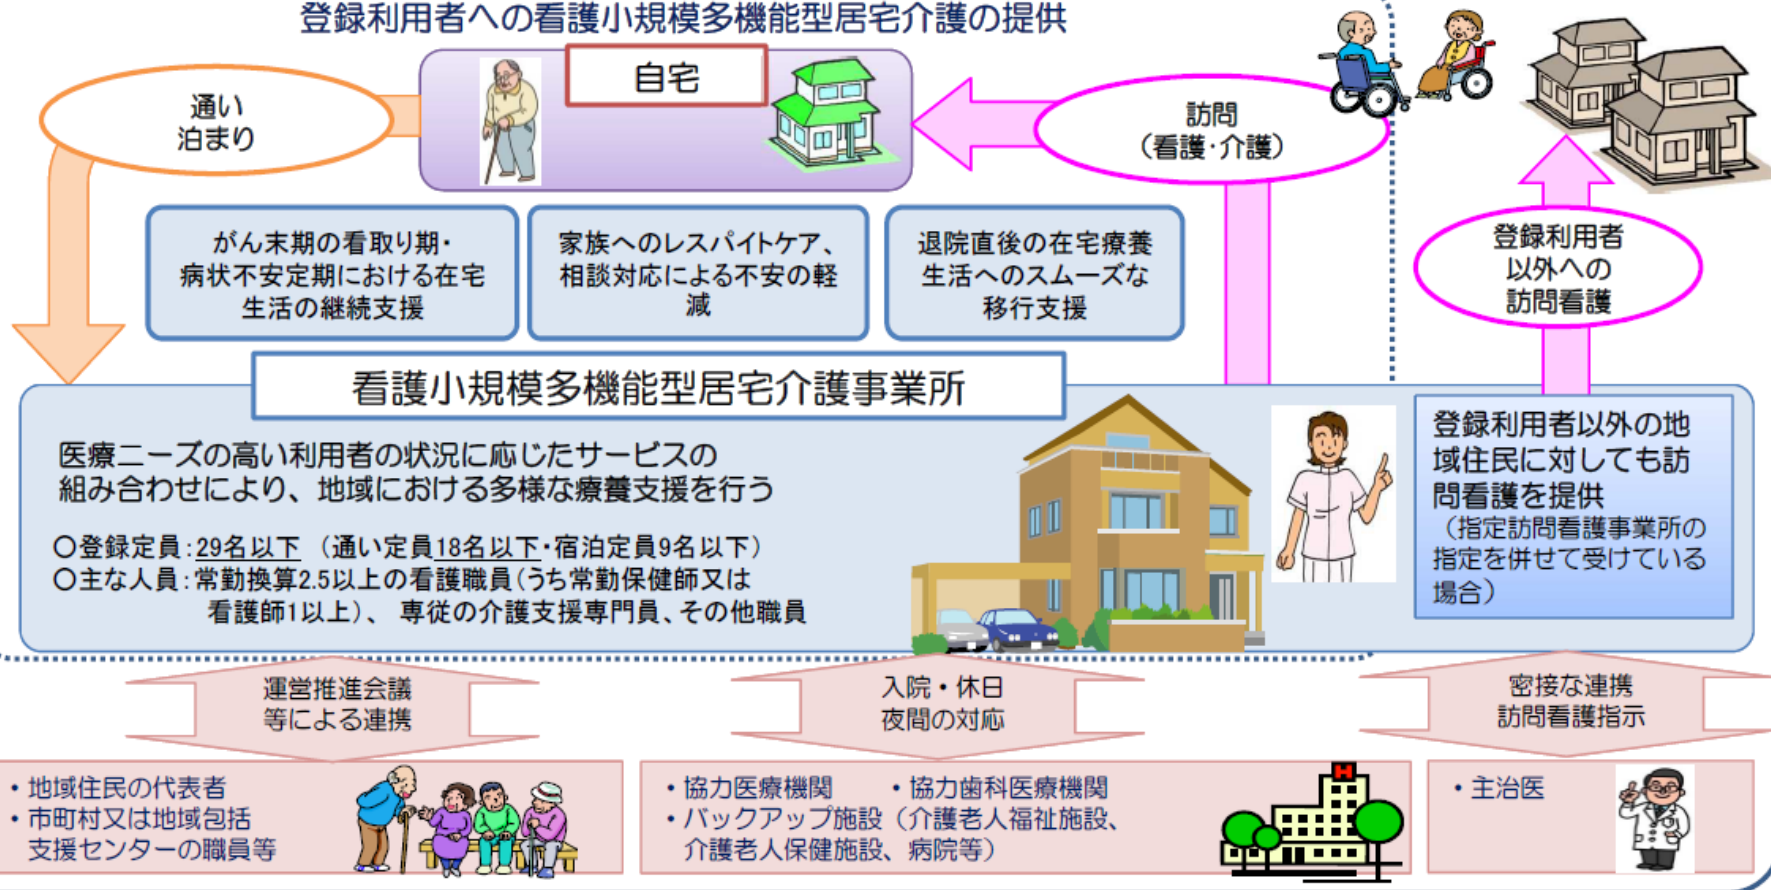 登録利用者への看護小規模多機能型居宅介護の提供
自宅
通い
泊まり
訪問
（看護･介護）
がん末期の看取り期・
病状不安定期における在宅
生活の継続支援
家族へのレスパイトケア、
相談対応による不安の軽
減
退院直後の在宅療養
生活へのスムーズな
移行支援
登録利用者
以外への
訪問看護
看護小規模多機能型居宅介護事業所
医療ニーズの高い利用者の状況に応じたサービスの
組み合わせにより、地域における多様な療養支援を行う
○登録定員：29名以下 （通い定員18名以下･宿泊定員9名以下）
○主な人員：常勤換算2.5以上の看護職員（うち常勤保健師又は
看護師1以上）、 専従の介護支援専門員、その他職員
登録利用者以外の地
域住民に対しても訪
問看護を提供
（指定訪問看護事業所の
指定を併せて受けている
場合）
運営推進会議
等による連携
入院・休日
夜間の対応
密接な連携
訪問看護指示
・地域住民の代表者
・市町村又は地域包括
支援センターの職員等
・協力医療機関 ・協力歯科医療機関
・バックアップ施設（介護老人福祉施設、
介護老人保健施設、病院等）
H
・主治医